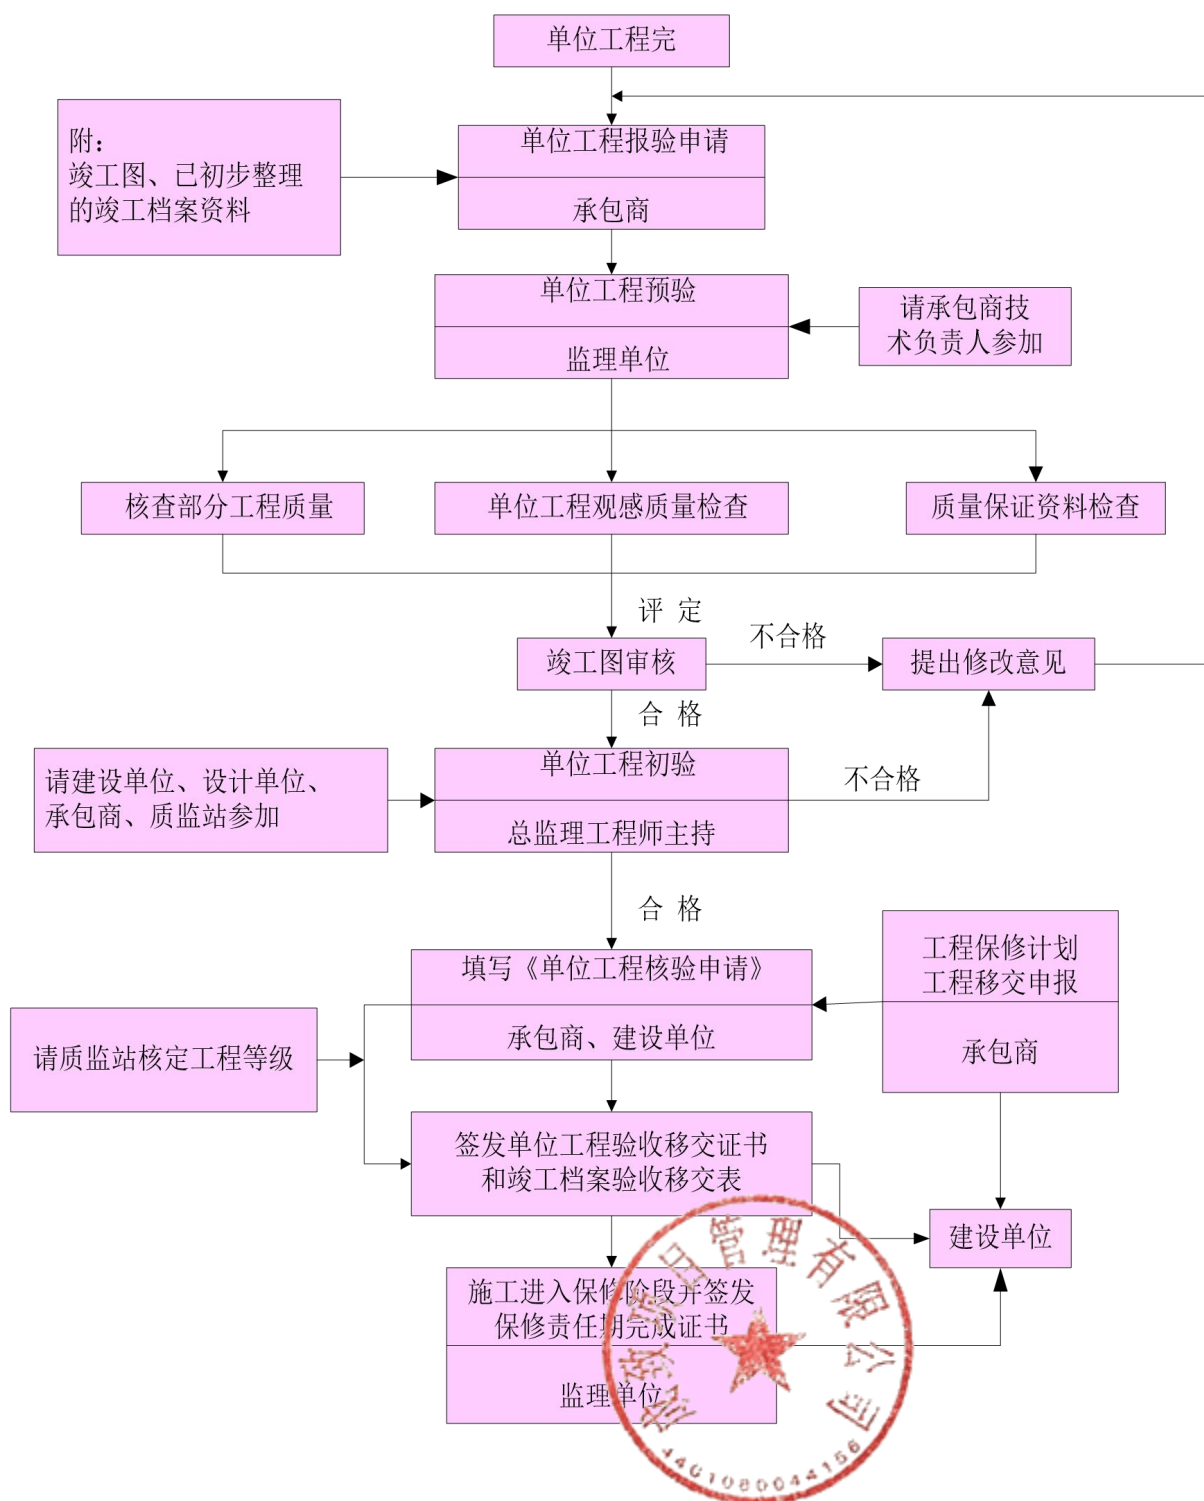 单位工程完
附：
竣工图、已初步整理
的竣工档案资料
单位工程报验申请
承包商
单位工程预验
监理单位
请承包商技
术负责人参加
核查部分工程质量
单位工程观感质量检查
质量保证资料检查
评 定
不合格
竣工图审核
提出修改意见
合 格
请建设单位、设计单位、
承包商、质监站参加
单位工程初验
总监理工程师主持
不合格
合 格
填写《单位工程核验申请》
承包商、建设单位
工程保修计划
工程移交申报
承包商
请质监站核定工程等级
签发单位工程验收移交证书
和竣工档案验收移交表
建设单位
施工进入保修阶段并签发
保修责任期完成证书
监理单位
致项目管理有限公司
4401060044156